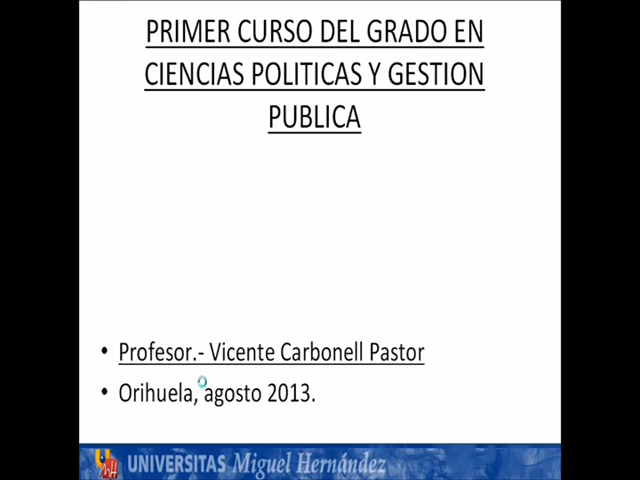 PRIMER CURSO DEL GRADO EN
CIENCIAS POLITICAS Y GESTION
PUBLICA
• Profesor.- Vicente Carbonell Pastor
• Orihuela, agosto 2013.
UNIVERSITAS Miguel Hernández